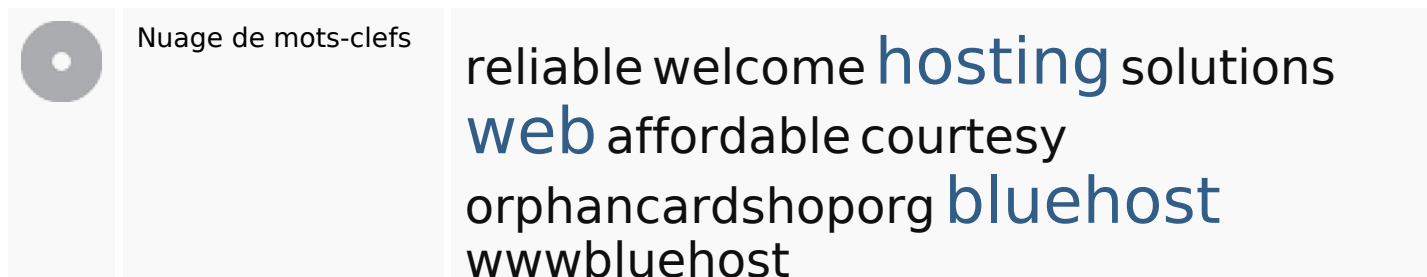 Nuage de mots-clefs
reliable welcome hosting solutions
web affordable courtesy
orphancardshoporg bluehost
wwwbluehost